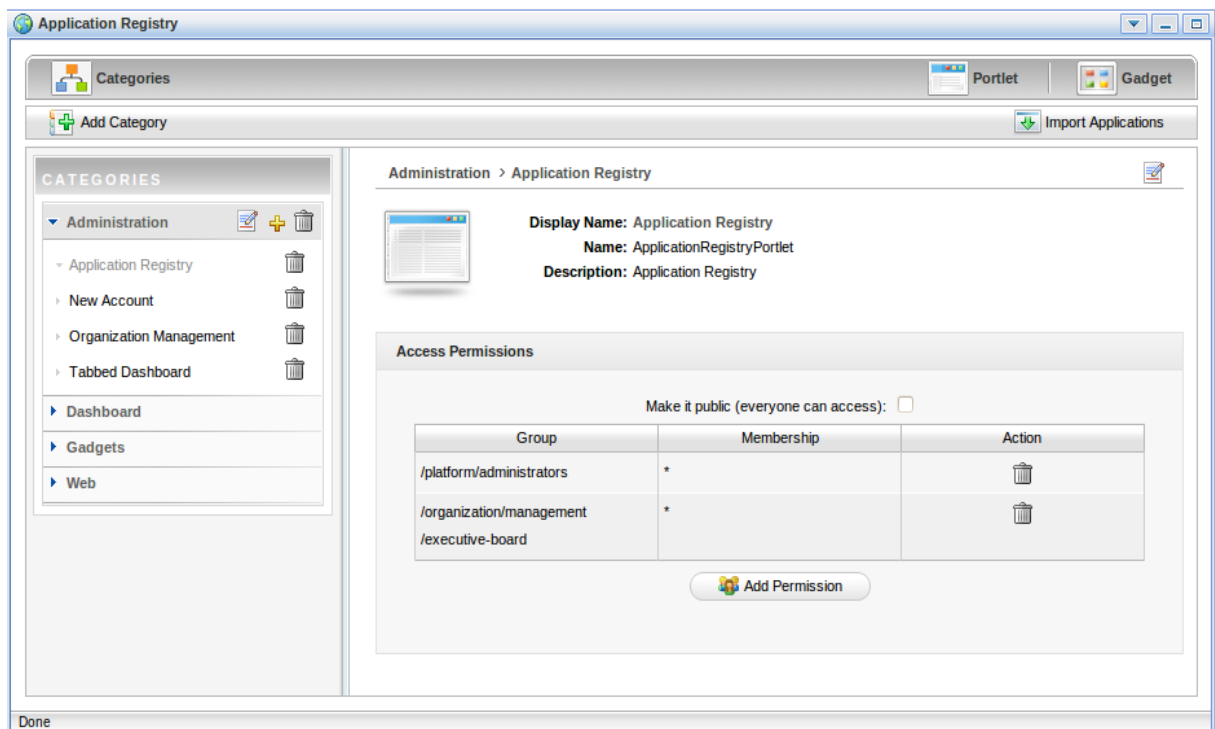 Application Registry
Categories
Portlet
Gadget
Add Category
Import Applications
CATEGORIES
Administration
Application Registry
New Account
Organization Management
Tabbed Dashboard
Dashboard
Gadgets
Web
Administration > Application Registry
Display Name: Application Registry
Name: ApplicationRegistryPortlet
Description: Application Registry
Access Permissions
Make it public (everyone can access):
Group Membership Action
/platform/administrators *
/organization/management *
/executive-board
Add Permission
Done